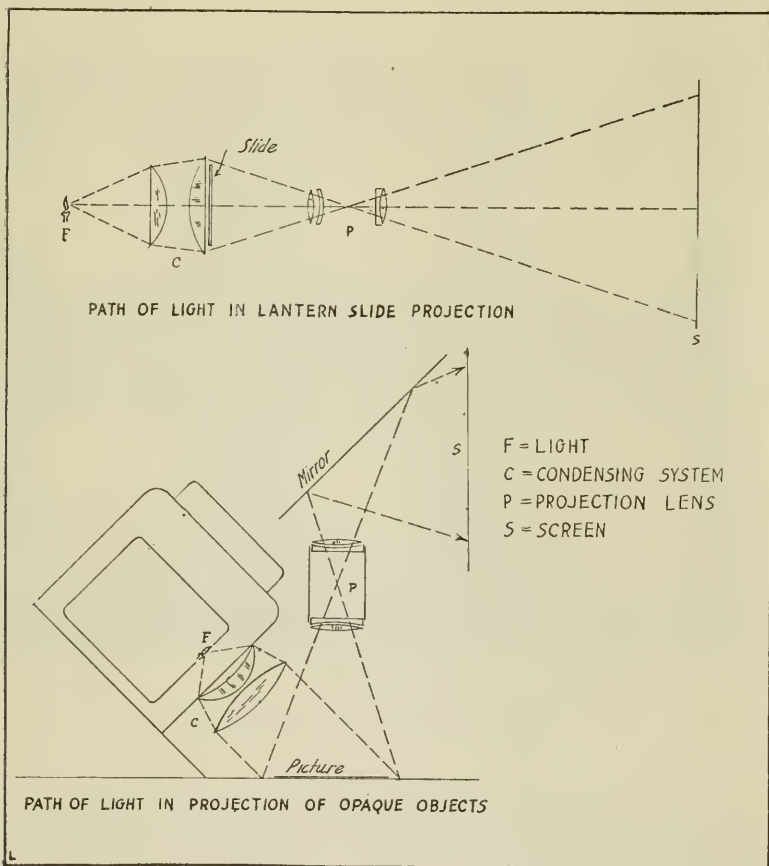 Slide
F
C
P
S
PATH OF LIGHT IN LANTERN SLIDE PROJECTION
Mirror
S
F = LIGHT
C = CONDENSING SYSTEM
P = PROJECTION LENS
S = SCREEN
P
F
C
Picture
PATH OF LIGHT IN PROJECTION OF OPAQUE OBJECTS
L